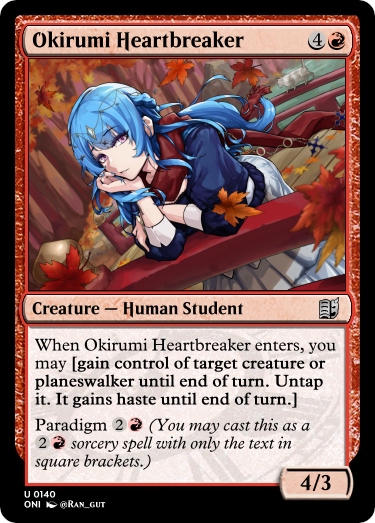 Okirumi Heartbreaker 4
Creature — Human Student
When Okirumi Heartbreaker enters, you
may [gain control of target creature or
planeswalker until end of turn. Untap
it. It gains haste until end of turn.]
Paradigm 2 (You may cast this as a
2 sorcery spell with only the text in
square brackets.)
4/3
U 0140
ONI @Ran_gut